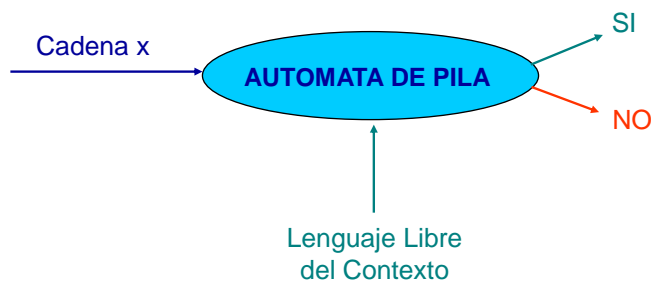 SI
Cadena x
AUTOMATA DE PILA
NO
Lenguaje Libre
del Contexto